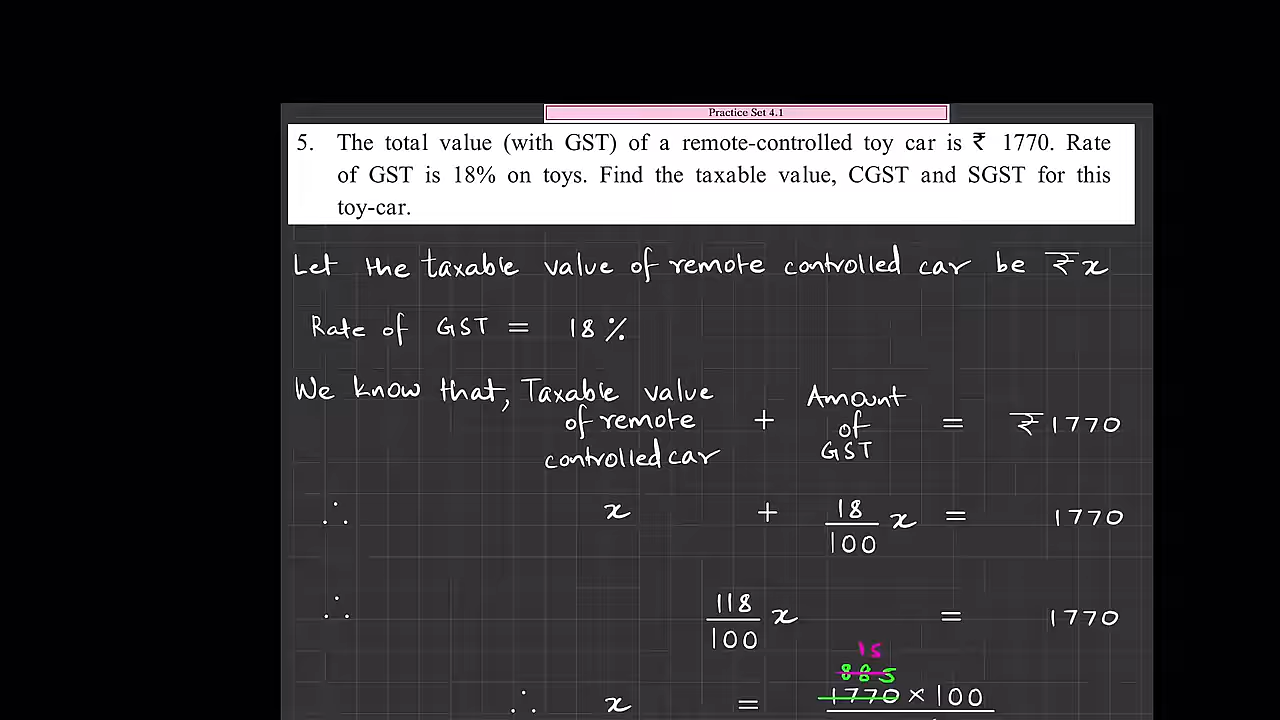 Practice Set 4.1
5. The total value (with GST) of a remote-controlled toy car is ₹ 1770. Rate
of GST is 18% on toys. Find the taxable value, CGST and SGST for this
toy-car.
Let the taxable value of remote controlled car be ₹ x
Rate of GST = 18 %
We know that, Taxable value of remote controlled car + Amount of GST = ₹ 1770
∴ x + 18/100 x = 1770
∴ 118/100 x = 1770
15
885
∴ x = 1770 × 100